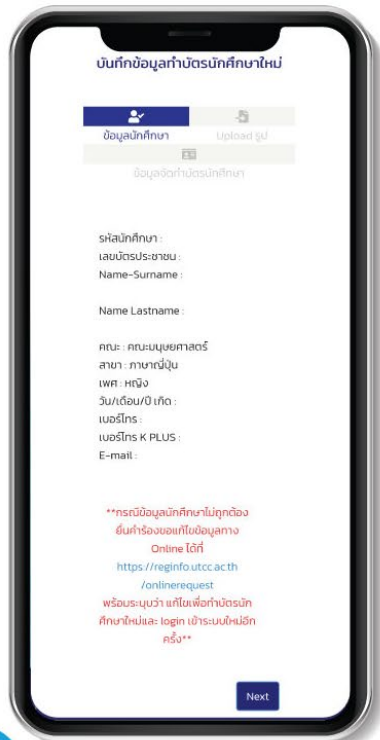 บันทึกข้อมูลทำบัตรนักศึกษาใหม่
ข้อมูลนักศึกษา
Upload รูป
ข้อมูลจัดทำบัตรนักศึกษา
รหัสนักศึกษา :
เลขบัตรประชาชน :
Name-Surname :
Name Lastname :
คณะ : คณะมนุษยศาสตร์
สาขา : ภาษาญี่ปุ่น
เพศ : หญิง
วัน/เดือน/ปี เกิด :
เบอร์โทร :
เบอร์โทร K PLUS :
E-mail :
**กรณีข้อมูลนักศึกษาไม่ถูกต้อง
ยื่นคำร้องขอแก้ไขข้อมูลทาง
Online ได้ที่
https://reginfo.utcc.ac.th
/onlinerequest
พร้อมระบุว่า แก้ไขเพื่อทำบัตรนัก
ศึกษาใหม่และ login เข้าระบบใหม่อีก
ครั้ง**
Next